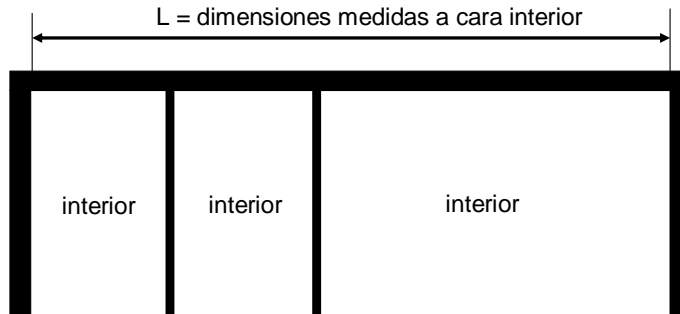 L = dimensiones medidas a cara interior
interior
interior
interior